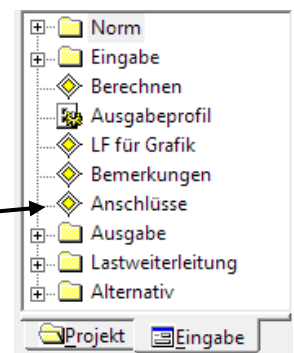 Norm
Eingabe
Berechnen
Ausgabeprofil
LF für Grafik
Bemerkungen
Anschlüsse
Ausgabe
Lastweiterleitung
Alternativ
Projekt Eingabe